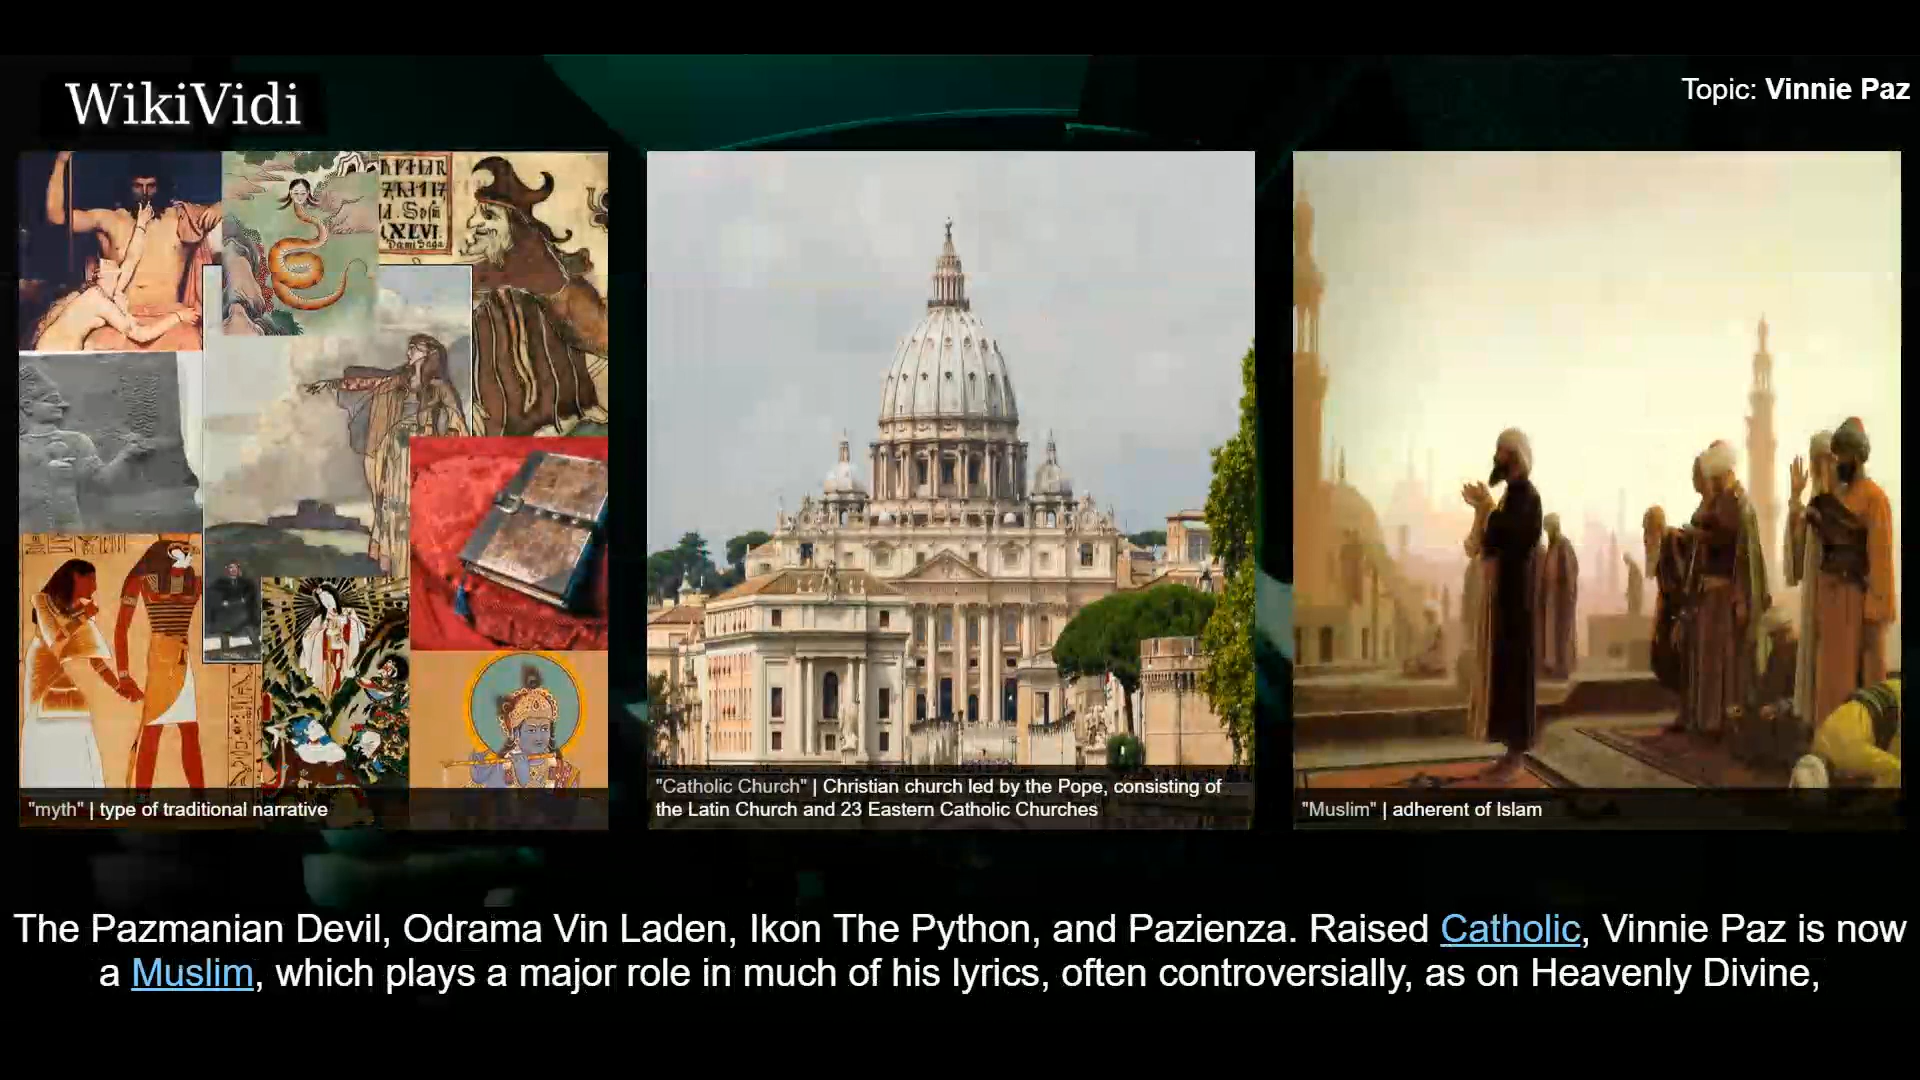 WikiVidi
Topic: Vinnie Paz
"myth" | type of traditional narrative
"Catholic Church" | Christian church led by the Pope, consisting of
the Latin Church and 23 Eastern Catholic Churches
"Muslim" | adherent of Islam
The Pazmanian Devil, Odrama Vin Laden, Ikon The Python, and Pazienza. Raised Catholic, Vinnie Paz is now
a Muslim, which plays a major role in much of his lyrics, often controversially, as on Heavenly Divine,